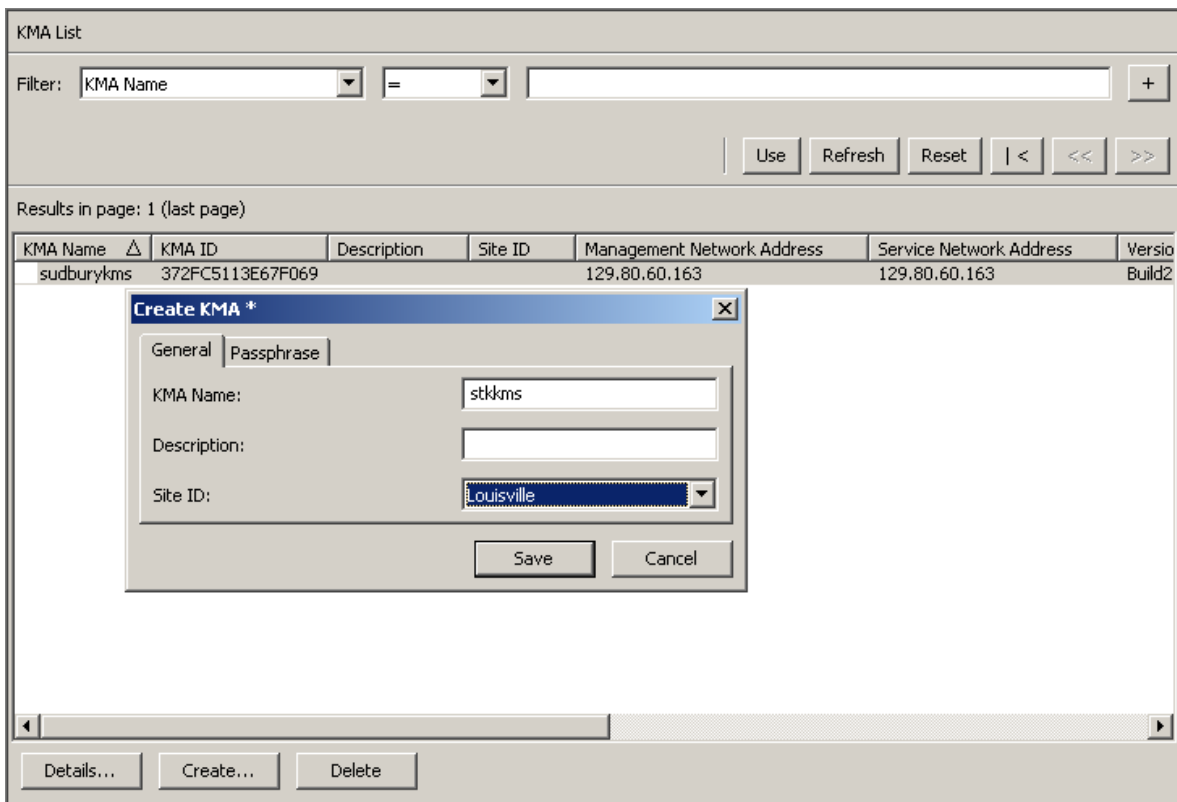 KMA List
Filter: KMA Name = +
Use Refresh Reset |< << >>
Results in page: 1 (last page)
KMA Name KMA ID Description Site ID Management Network Address Service Network Address Versio
sudburykms 372FC5113E67F069 129.80.60.163 129.80.60.163 Build2
Create KMA *
General Passphrase
KMA Name: stkkms
Description:
Site ID: Louisville
Save Cancel
Details... Create... Delete